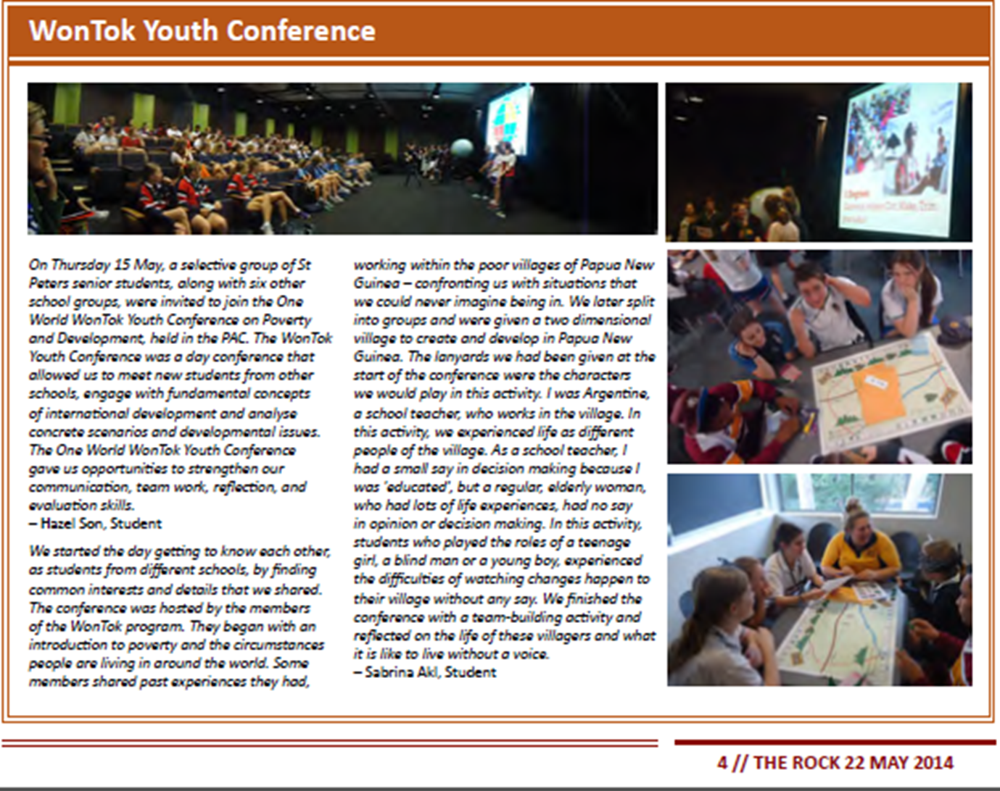 WonTok Youth Conference
On Thursday 15 May, a selective group of St
Peters senior students, along with six other
school groups, were invited to join the One
World WonTok Youth Conference on Poverty
and Development, held in the PAC. The WonTok
Youth Conference was a day conference that
allowed us to meet new students from other
schools, engage with fundamental concepts
of international development and analyse
concrete scenarios and developmental issues.
The One World WonTok Youth Conference
gave us opportunities to strengthen our
communication, team work, reflection, and
evaluation skills.
– Hazel Son, Student
We started the day getting to know each other,
as students from different schools, by finding
common interests and details that we shared.
The conference was hosted by the members
of the WonTok program. They began with an
introduction to poverty and the circumstances
people are living in around the world. Some
members shared past experiences they had,
working within the poor villages of Papua New
Guinea – confronting us with situations that
we could never imagine being in. We later split
into groups and were given a two dimensional
village to create and develop in Papua New
Guinea. The lanyards we had been given at the
start of the conference were the characters
we would play in this activity. I was Argentine,
a school teacher, who works in the village. In
this activity, we experienced life as different
people of the village. As a school teacher, I
had a small say in decision making because I
was 'educated', but a regular, elderly woman,
who had lots of life experiences, had no say
in opinion or decision making. In this activity,
students who played the roles of a teenage
girl, a blind man or a young boy, experienced
the difficulties of watching changes happen to
their village without any say. We finished the
conference with a team-building activity and
reflected on the life of these villagers and what
it is like to live without a voice.
– Sabrina Akl, Student
4 // THE ROCK 22 MAY 2014